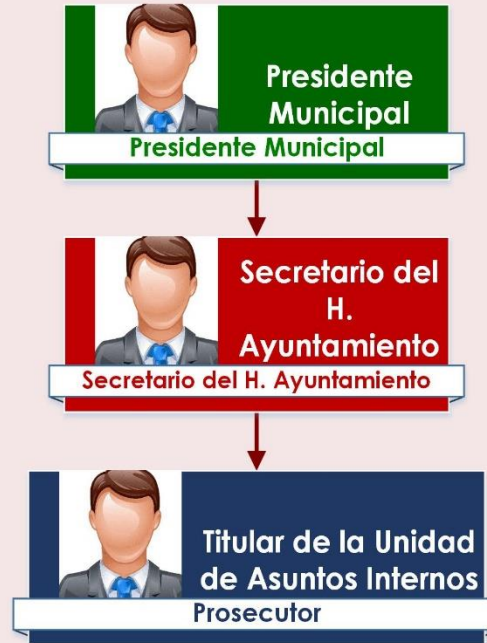 Presidente
Municipal
Presidente Municipal
Secretario del
H.
Ayuntamiento
Secretario del H. Ayuntamiento
Titular de la Unidad
de Asuntos Internos
Prosecutor